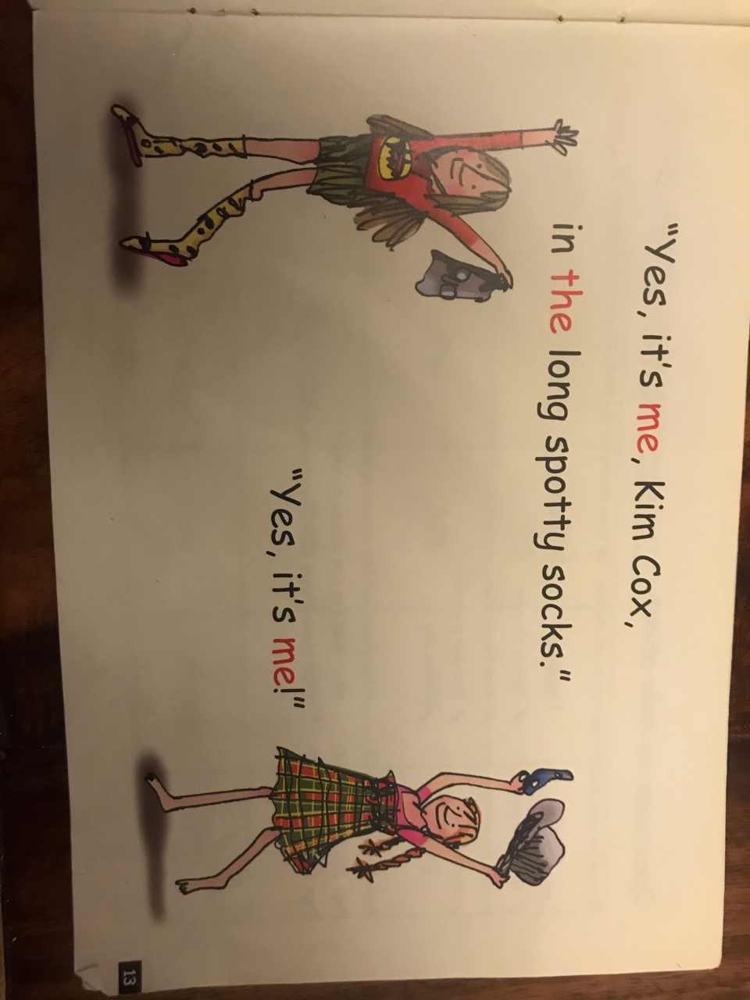 "Yes, it's me, Kim Cox,
in the long spotty socks."
"Yes, it's me!"
13